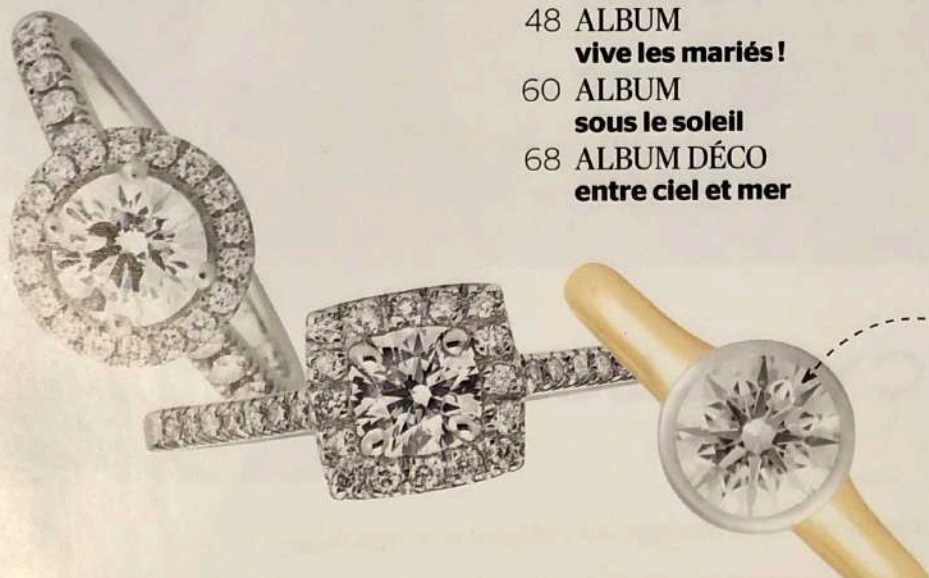 48 ALBUM
vive les mariés !
60 ALBUM
sous le soleil
68 ALBUM DÉCO
entre ciel et mer